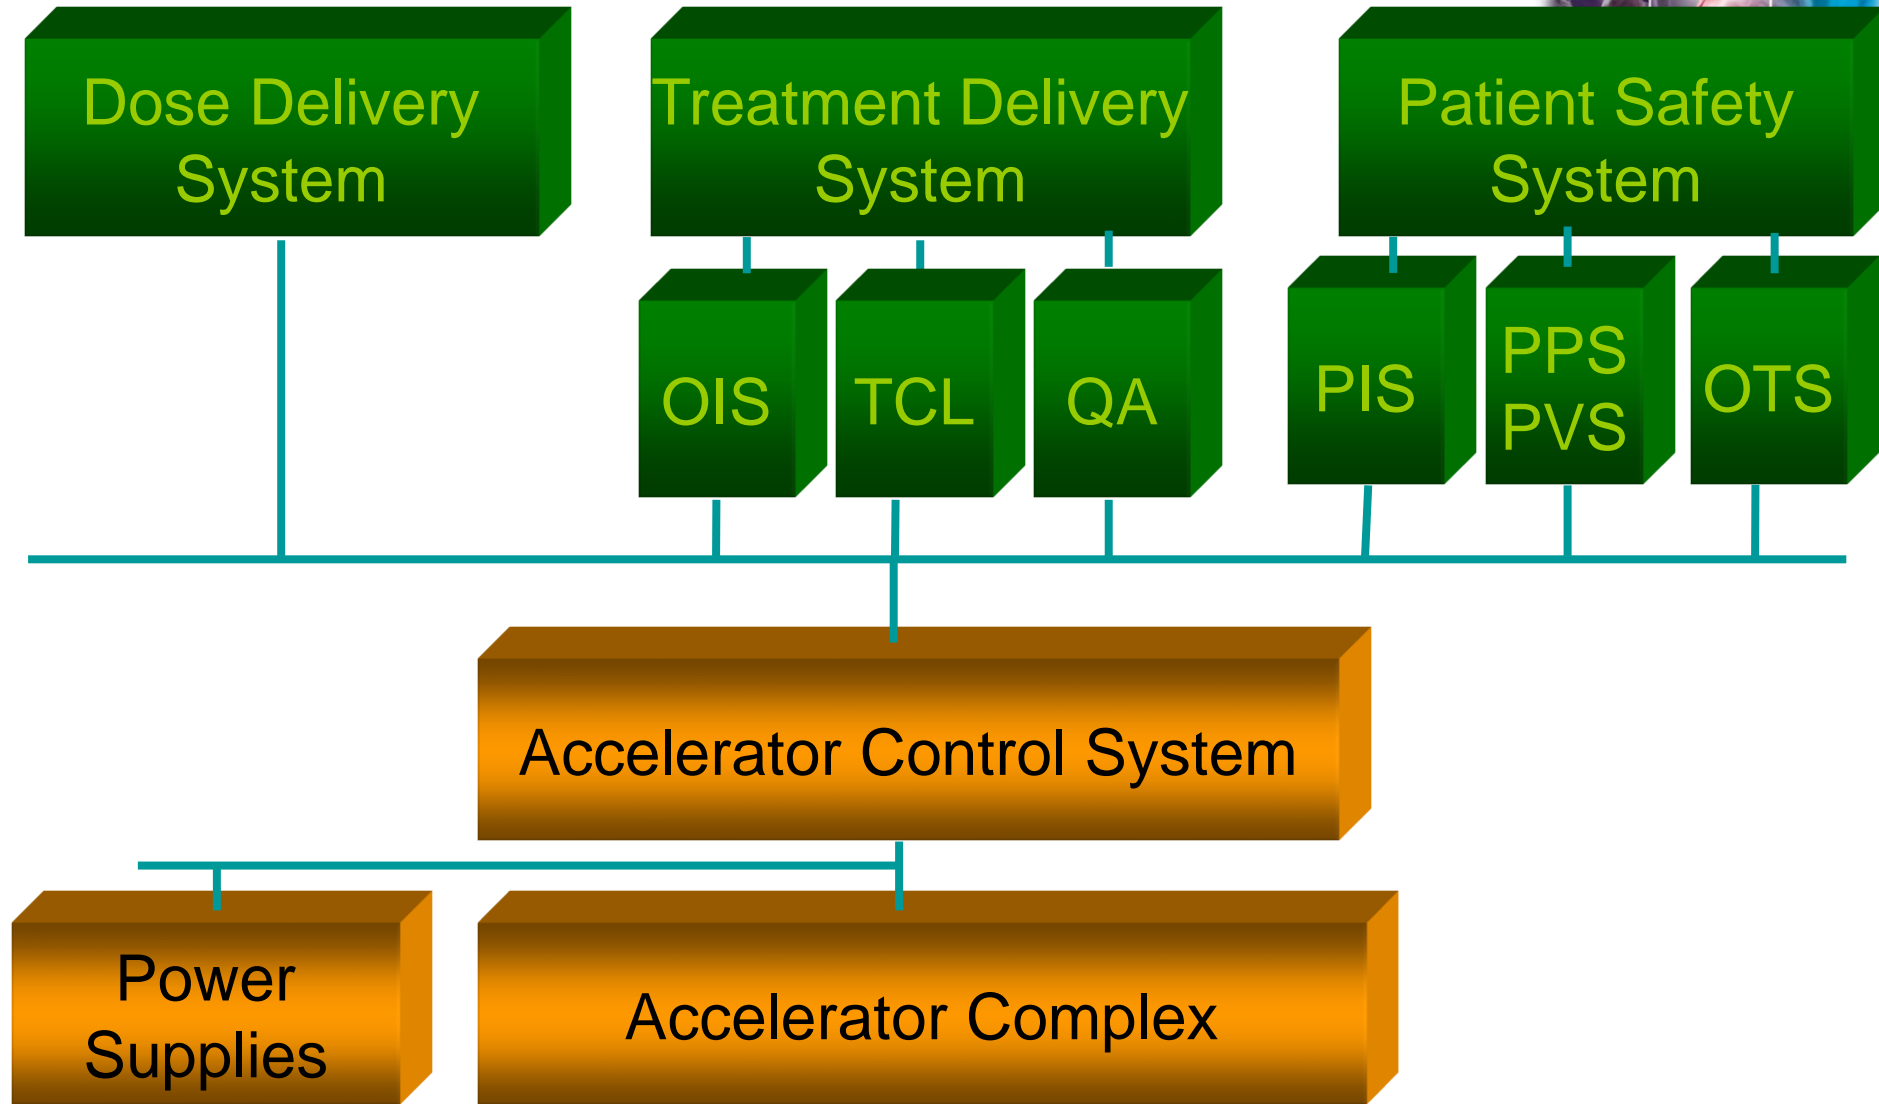 Dose Delivery
System
Treatment Delivery
System
Patient Safety
System
OIS
TCL
QA
PIS
PPS
PVS
OTS
Accelerator Control System
Power
Supplies
Accelerator Complex